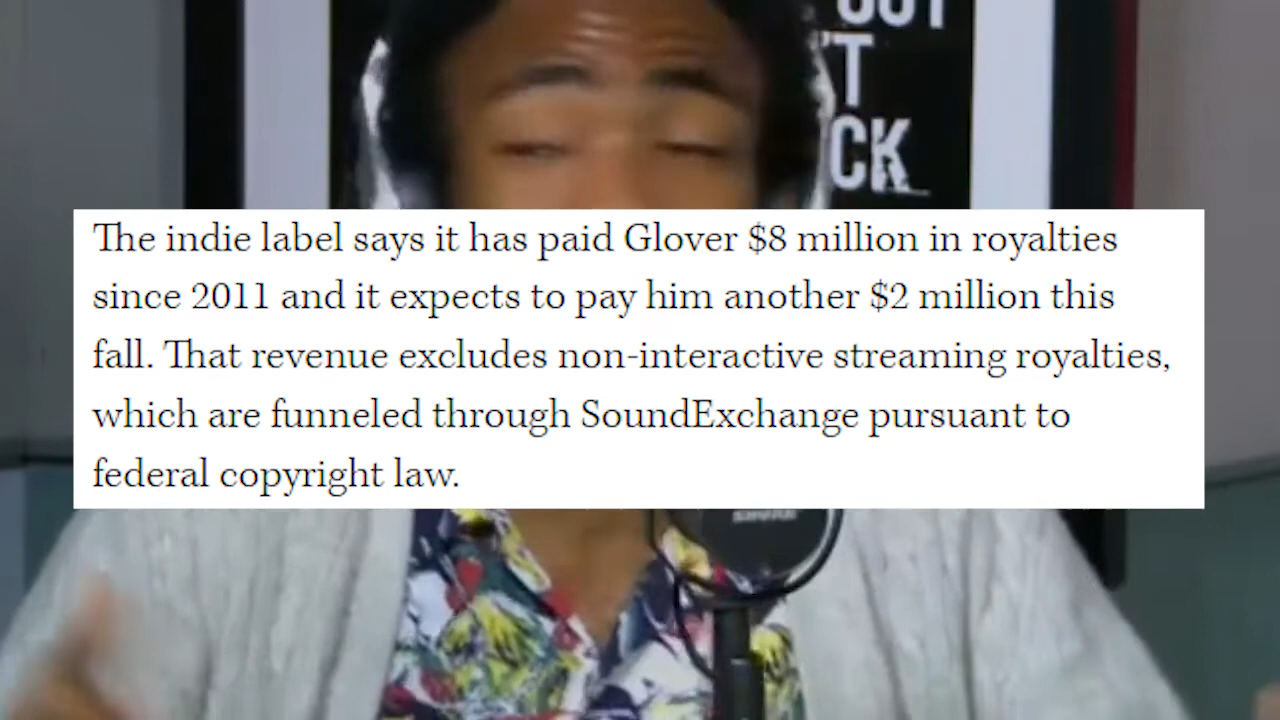 'T
CK
The indie label says it has paid Glover $8 million in royalties
since 2011 and it expects to pay him another $2 million this
fall. That revenue excludes non-interactive streaming royalties,
which are funneled through SoundExchange pursuant to
federal copyright law.